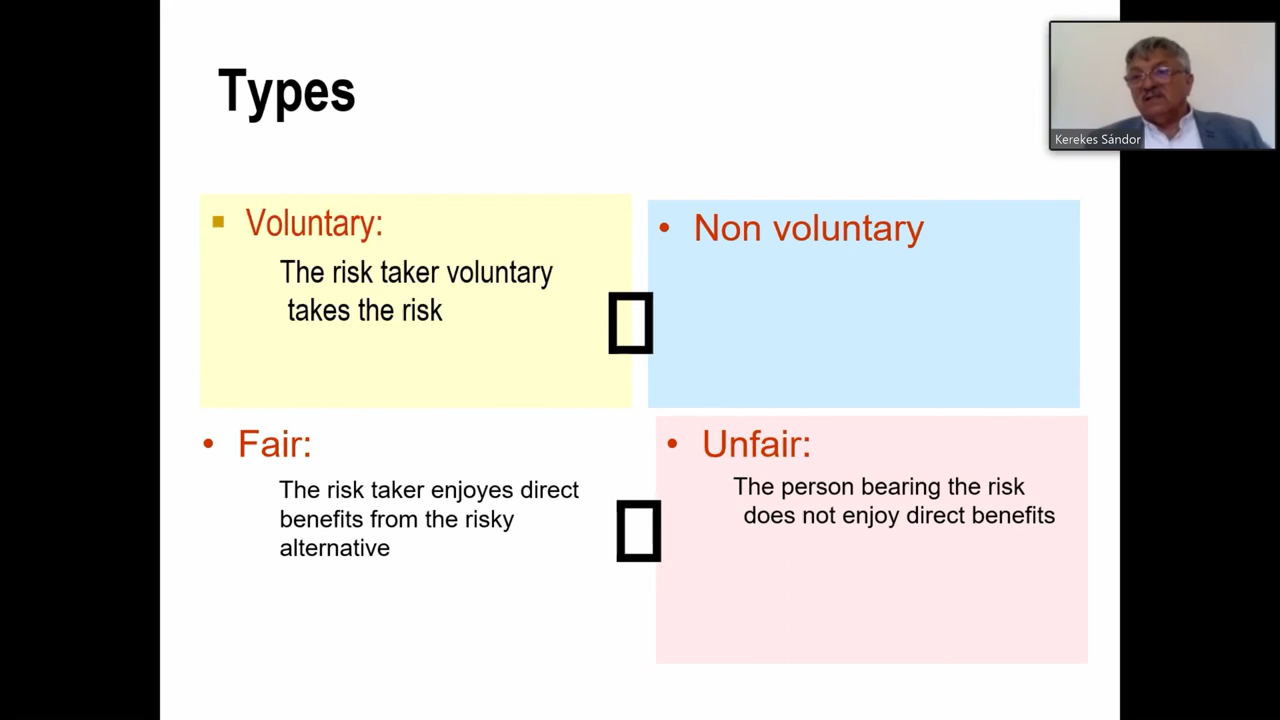 Types
Kerekes Sándor
Voluntary:
The risk taker voluntary
takes the risk
Non voluntary
Fair:
The risk taker enjoyes direct
benefits from the risky
alternative
Unfair:
The person bearing the risk
does not enjoy direct benefits